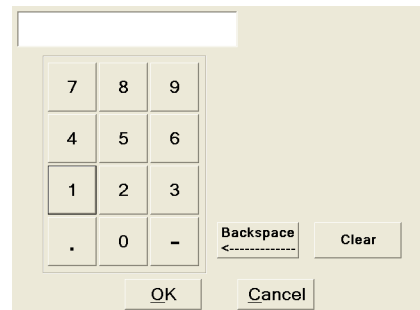 7 8 9
4 5 6
1 2 3
. 0 -
Backspace
<-------------
Clear
OK
Cancel